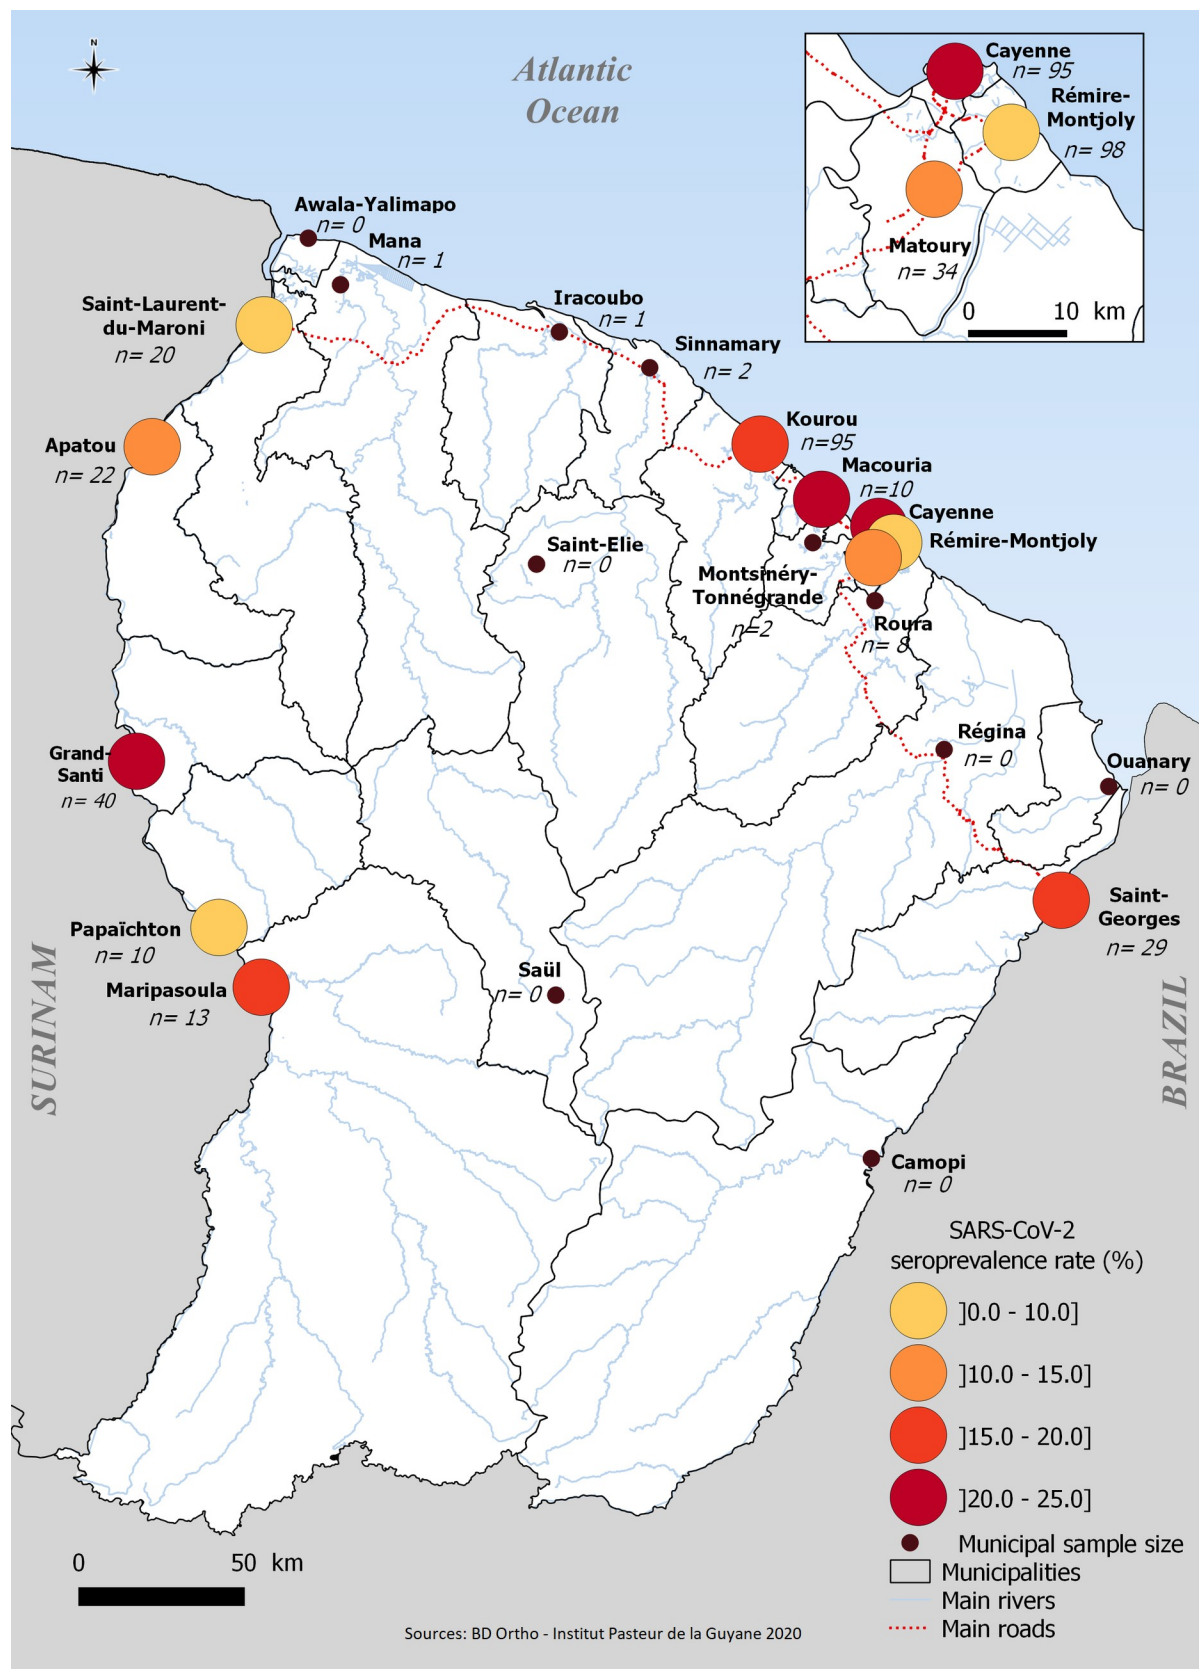 N
Atlantic
Ocean
Cayenne
n= 95
Rémire-
Montjoly
n= 98
Matoury
n= 34
0 10 km
Awala-Yalimapo
n= 0
Mana
n= 1
Saint-Laurent-
du-Maroni
n= 20
Iracoubo
n= 1
Sinnamary
n= 2
Apatou
n= 22
Kourou
n=95
Macouria
n=10
Cayenne
Rémire-Montjoly
Saint-Elie
n= 0
Montsinéry-
Tonnégrande
n=2
Roura
n= 8
Grand-
Santi
n= 40
Régina
n= 0
Ouanary
n= 0
Saint-
Georges
n= 29
Papaïchton
n= 10
Maripasoula
n= 13
Saül
n= 0
SURINAM
BRAZIL
Camopi
n= 0
SARS-CoV-2
seroprevalence rate (%)
]0.0 - 10.0]
]10.0 - 15.0]
]15.0 - 20.0]
]20.0 - 25.0]
Municipal sample size
Municipalities
Main rivers
Main roads
0 50 km
Sources: BD Ortho - Institut Pasteur de la Guyane 2020